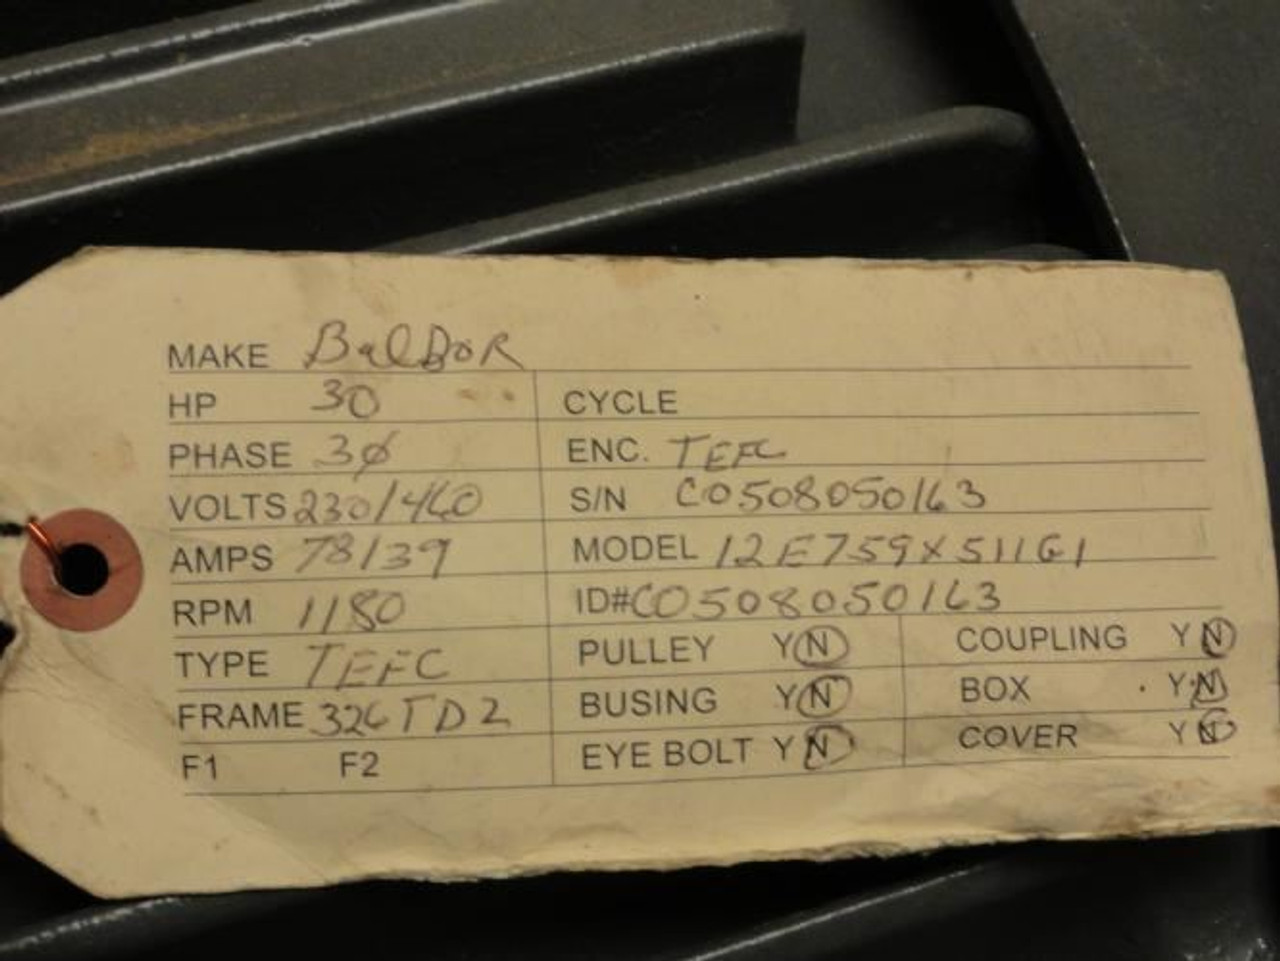 MAKE BalDoR
HP 30 CYCLE
PHASE 3ϕ ENC. TEFC
VOLTS 230/460 S/N C0508050163
AMPS 78/39 MODEL 12E759X511G1
RPM 1180 ID# C0508050163
TYPE TEFC PULLEY Y N COUPLING Y N
FRAME 326TD2 BUSING Y N BOX Y N
F1 F2 EYE BOLT Y N COVER Y N